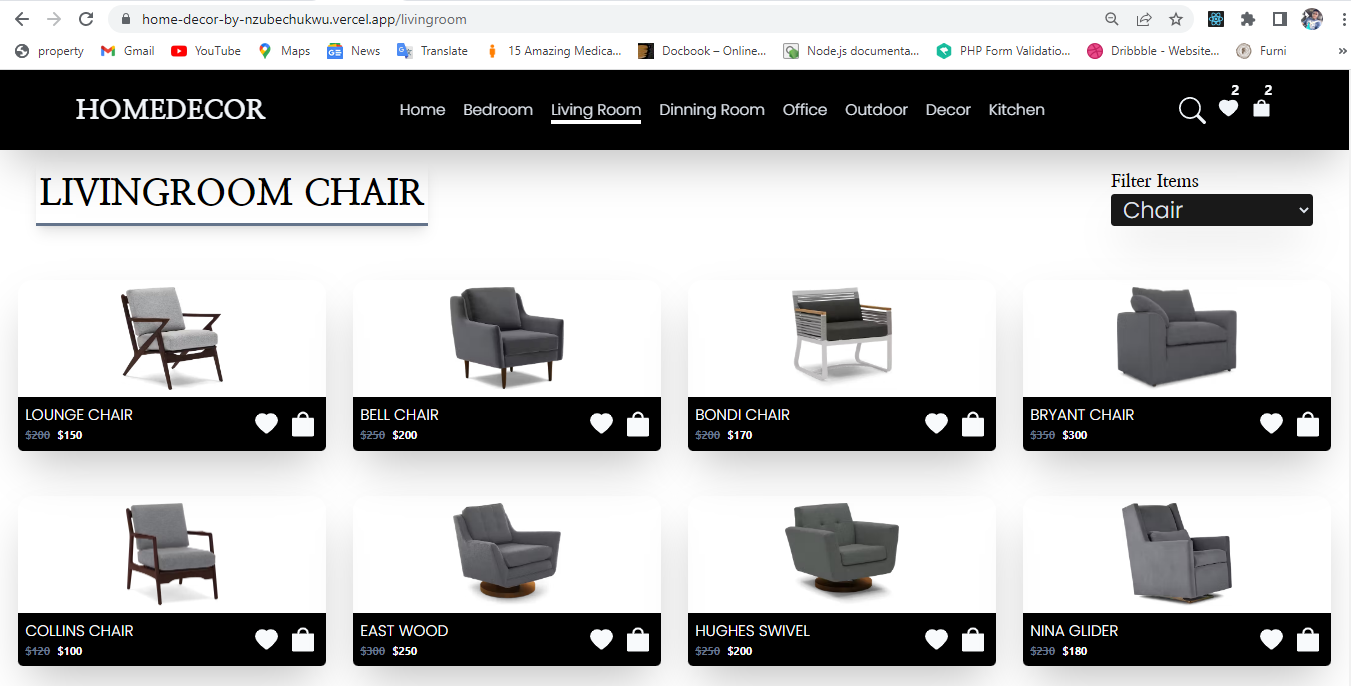 home-decor-by-nzubechukwu.vercel.app/livingroom
property Gmail YouTube Maps News Translate 15 Amazing Medica... Docbook – Online... Node.js documenta... PHP Form Validatio... Dribbble - Website... Furni »
2 2
HOMEDECOR Home Bedroom Living Room Dinning Room Office Outdoor Decor Kitchen
LIVINGROOM CHAIR
Filter Items
Chair
LOUNGE CHAIR
$200 $150
BELL CHAIR
$250 $200
BONDI CHAIR
$200 $170
BRYANT CHAIR
$350 $300
COLLINS CHAIR
$120 $100
EAST WOOD
$300 $250
HUGHES SWIVEL
$250 $200
NINA GLIDER
$230 $180